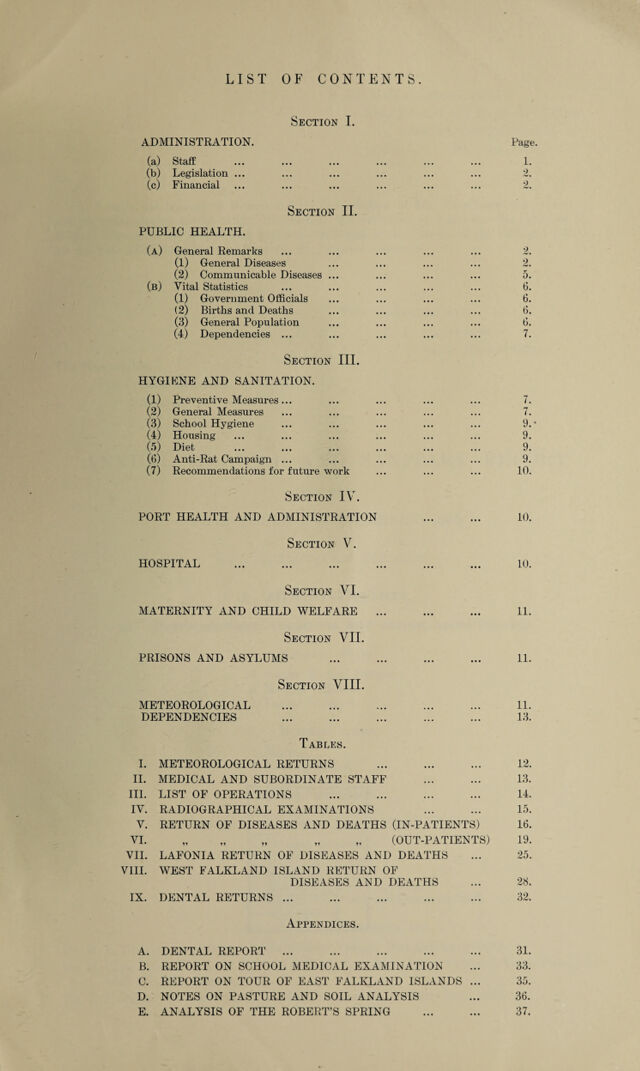 LIST OF CONTENTS.
SECTION I.
ADMINISTRATION. Page.
(a) Staff ... ... ... ... ... ... 1.
(b) Legislation ... ... ... ... ... ... 2.
(c) Financial ... ... ... ... ... ... 2.
SECTION II.
PUBLIC HEALTH.
(A) General Remarks ... ... ... ... ... 2.
(1) General Diseases ... ... ... ... 2.
(2) Communicable Diseases ... ... ... ... 5.
(B) Vital Statistics ... ... ... ... ... 6.
(1) Government Officials ... ... ... ... 6.
(2) Births and Deaths ... ... ... ... 6.
(3) General Population ... ... ... ... 6.
(4) Dependencies ... ... ... ... ... 7.
SECTION III.
HYGIENE AND SANITATION.
(1) Preventive Measures ... ... ... ... ... 7.
(2) General Measures ... ... ... ... ... 7.
(3) School Hygiene ... ... ... ... ... 9.
(4) Housing ... ... ... ... ... ... 9.
(5) Diet ... ... ... ... ... ... 9.
(6) Anti-Rat Campaign ... ... ... ... ... 9.
(7) Recommendations for future work ... ... ... 10.
SECTION IV.
PORT HEALTH AND ADMINISTRATION ... ... 10.
SECTION V.
HOSPITAL ... ... ... ... ... ... 10.
SECTION VI.
MATERNITY AND CHILD WELFARE ... ... ... 11.
SECTION VII.
PRISONS AND ASYLUMS ... ... ... ... 11.
SECTION VIII.
METEOROLOGICAL ... ... ... ... ... 11.
DEPENDENCIES ... ... ... ... ... 13.
TABLES.
I. METEOROLOGICAL RETURNS ... ... ... 12.
II. MEDICAL AND SUBORDINATE STAFF ... ... 13.
III. LIST OF OPERATIONS ... ... ... ... 14.
IV. RADIOGRAPHICAL EXAMINATIONS ... ... 15.
V. RETURN OF DISEASES AND DEATHS (IN-PATIENTS) 16.
VI. „ „ „ „ „ (OUT-PATIENTS) 19.
VII. LAFONIA RETURN OF DISEASES AND DEATHS ... 25.
VIII. WEST FALKLAND ISLAND RETURN OF
DISEASES AND DEATHS ... 28.
IX. DENTAL RETURNS ... ... ... ... ... 32.
APPENDICES.
A. DENTAL REPORT ... ... ... ... ... 31.
B. REPORT ON SCHOOL MEDICAL EXAMINATION ... 33.
C. REPORT ON TOUR OF EAST FALKLAND ISLANDS ... 35.
D. NOTES ON PASTURE AND SOIL ANALYSIS ... 36.
E. ANALYSIS OF THE ROBERT'S SPRING ... ... 37.